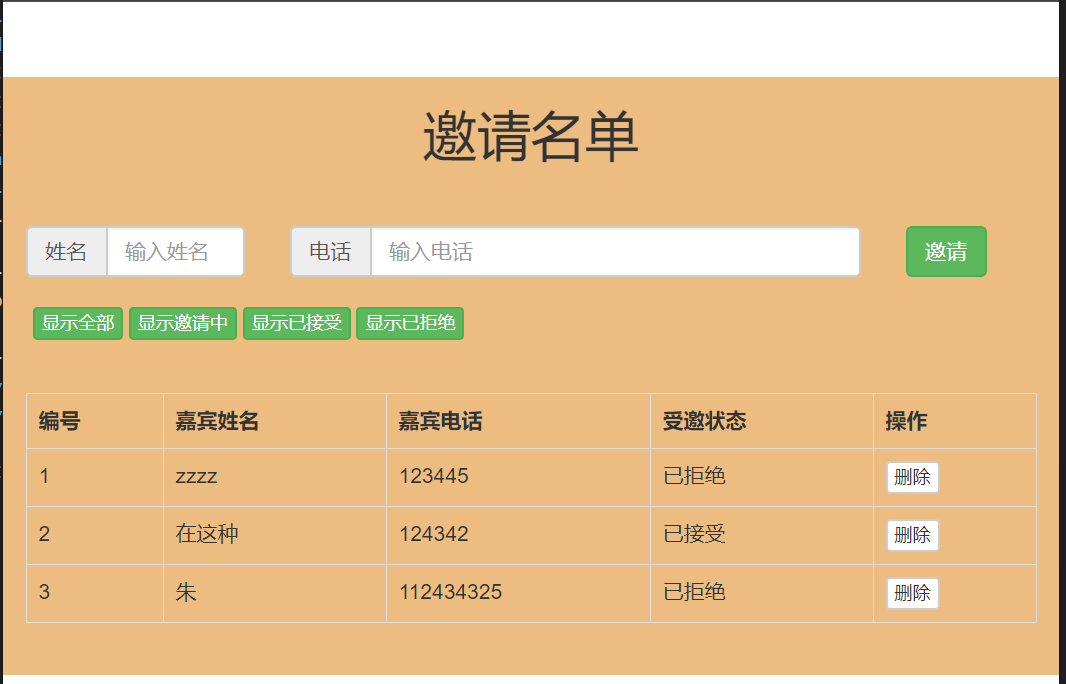 邀请名单
姓名 输入姓名 电话 输入电话 邀请
显示全部 显示邀请中 显示已接受 显示已拒绝
编号 嘉宾姓名 嘉宾电话 受邀状态 操作
1 zzzz 123445 已拒绝 删除
2 在这种 124342 已接受 删除
3 朱 112434325 已拒绝 删除